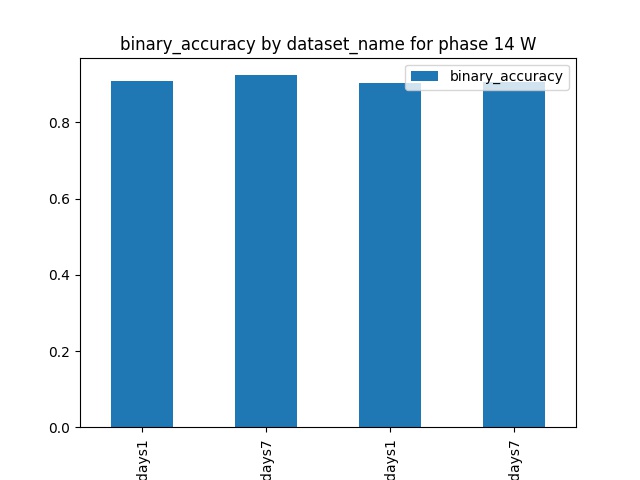 binary_accuracy by dataset_name for phase 14 W
binary_accuracy
0.8
0.6
0.4
0.2
0.0
days1
days7
days1
days7